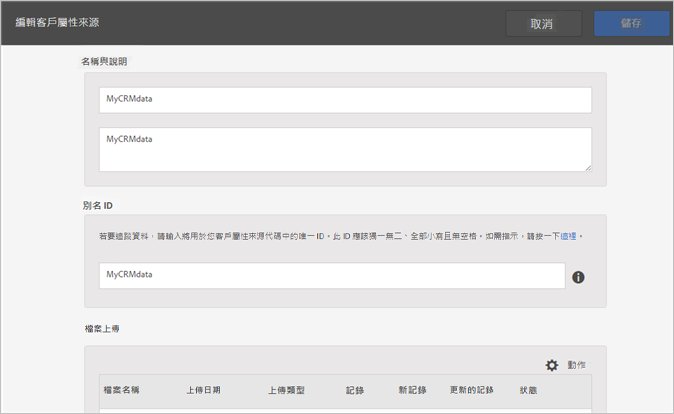 編輯客戶屬性來源
取消
儲存
名稱與說明
MyCRMdata
MyCRMdata
別名 ID
若要追蹤資料，請輸入將用於您客戶屬性來源代碼中的唯一 ID。此 ID 應該獨一無二、全部小寫且無空格。如需指示，請按一下這裡。
MyCRMdata
檔案上傳
動作
檔案名稱 上傳日期 上傳類型 記錄 新記錄 更新的記錄 狀態